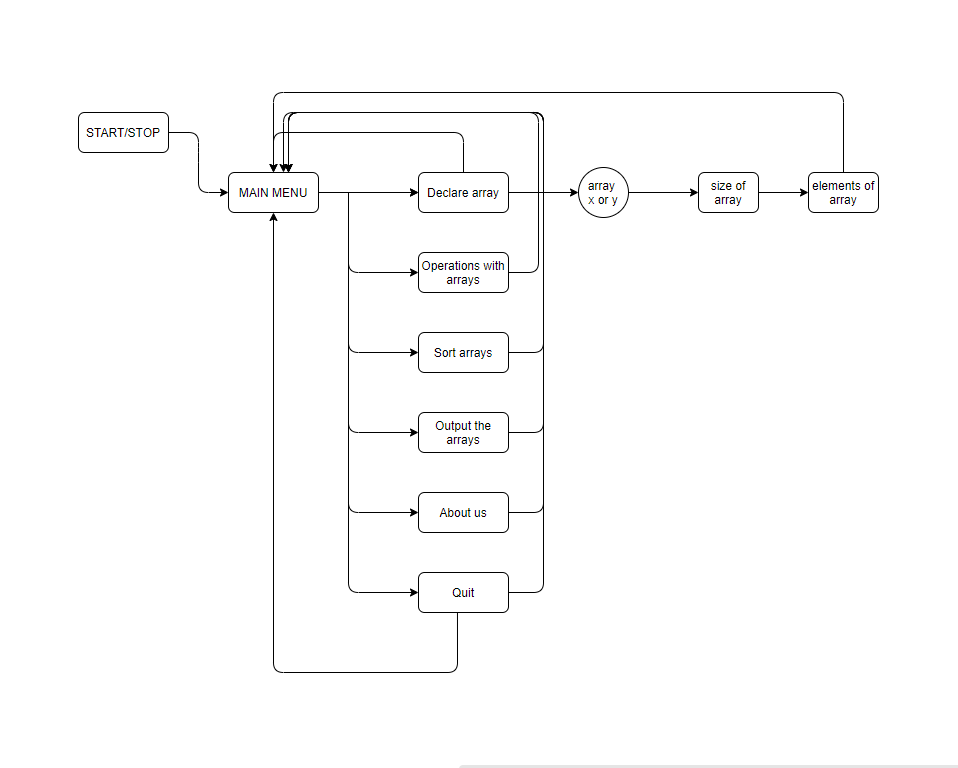 START/STOP
MAIN MENU
Declare array
array
x or y
size of
array
elements of
array
Operations with
arrays
Sort arrays
Output the
arrays
About us
Quit